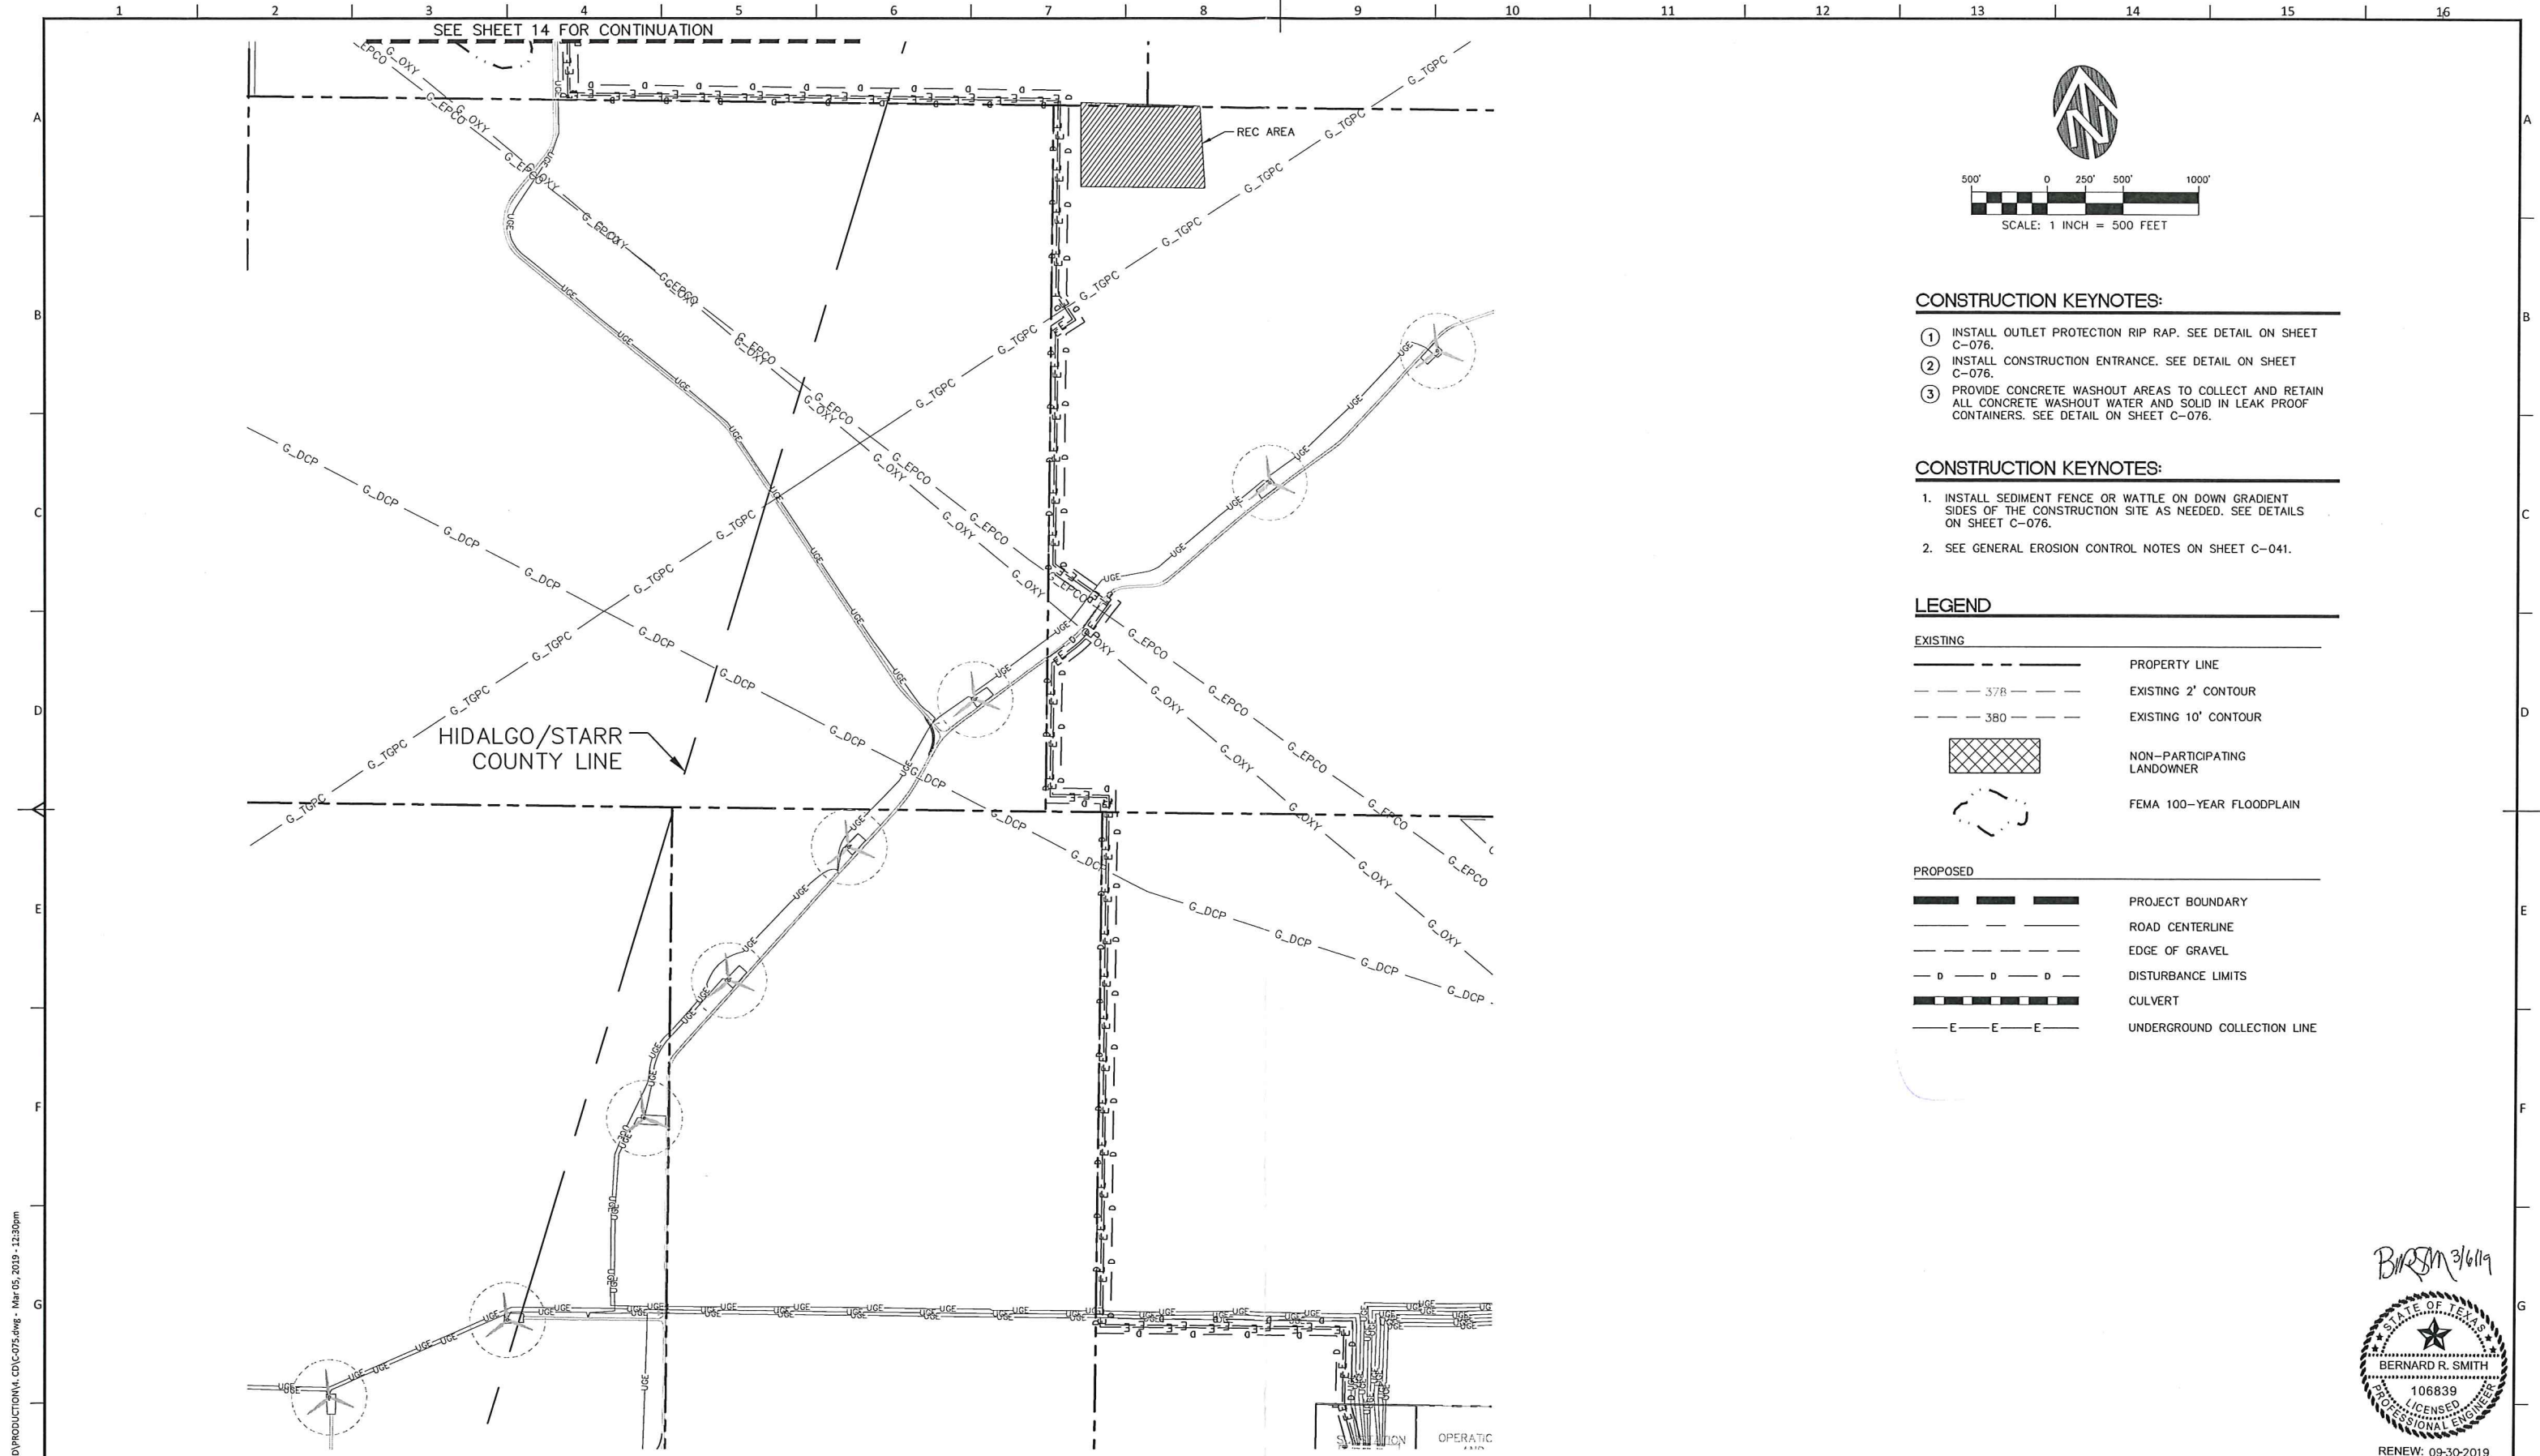 1 2 3 4 5 6 7 8 9 10 11 12 13 14 15 16
SEE SHEET 14 FOR CONTINUATION
A
B
C
D
E
F
G
A
B
C
D
E
F
G
REC AREA
G_EPCO
G_OXY
G_TGPC
G_DCP
UGE
HIDALGO/STARR
COUNTY LINE
OPERATIC
500' 0 250' 500' 1000'
SCALE: 1 INCH = 500 FEET
CONSTRUCTION KEYNOTES:
1 INSTALL OUTLET PROTECTION RIP RAP. SEE DETAIL ON SHEET
C-076.
2 INSTALL CONSTRUCTION ENTRANCE. SEE DETAIL ON SHEET
C-076.
3 PROVIDE CONCRETE WASHOUT AREAS TO COLLECT AND RETAIN
ALL CONCRETE WASHOUT WATER AND SOLID IN LEAK PROOF
CONTAINERS. SEE DETAIL ON SHEET C-076.
CONSTRUCTION KEYNOTES:
1. INSTALL SEDIMENT FENCE OR WATTLE ON DOWN GRADIENT
SIDES OF THE CONSTRUCTION SITE AS NEEDED. SEE DETAILS
ON SHEET C-076.
2. SEE GENERAL EROSION CONTROL NOTES ON SHEET C-041.
LEGEND
EXISTING
PROPERTY LINE
378 EXISTING 2' CONTOUR
380 EXISTING 10' CONTOUR
NON-PARTICIPATING
LANDOWNER
FEMA 100-YEAR FLOODPLAIN
PROPOSED
PROJECT BOUNDARY
ROAD CENTERLINE
EDGE OF GRAVEL
D D D DISTURBANCE LIMITS
CULVERT
E E E UNDERGROUND COLLECTION LINE
3/6/19
STATE OF TEXAS
BERNARD R. SMITH
106839
LICENSED
PROFESSIONAL ENGINEER
RENEW: 09-30-2019
D\PRODUCTION\4. CD\C-075.dwg - Mar 05, 2019 - 12:30pm